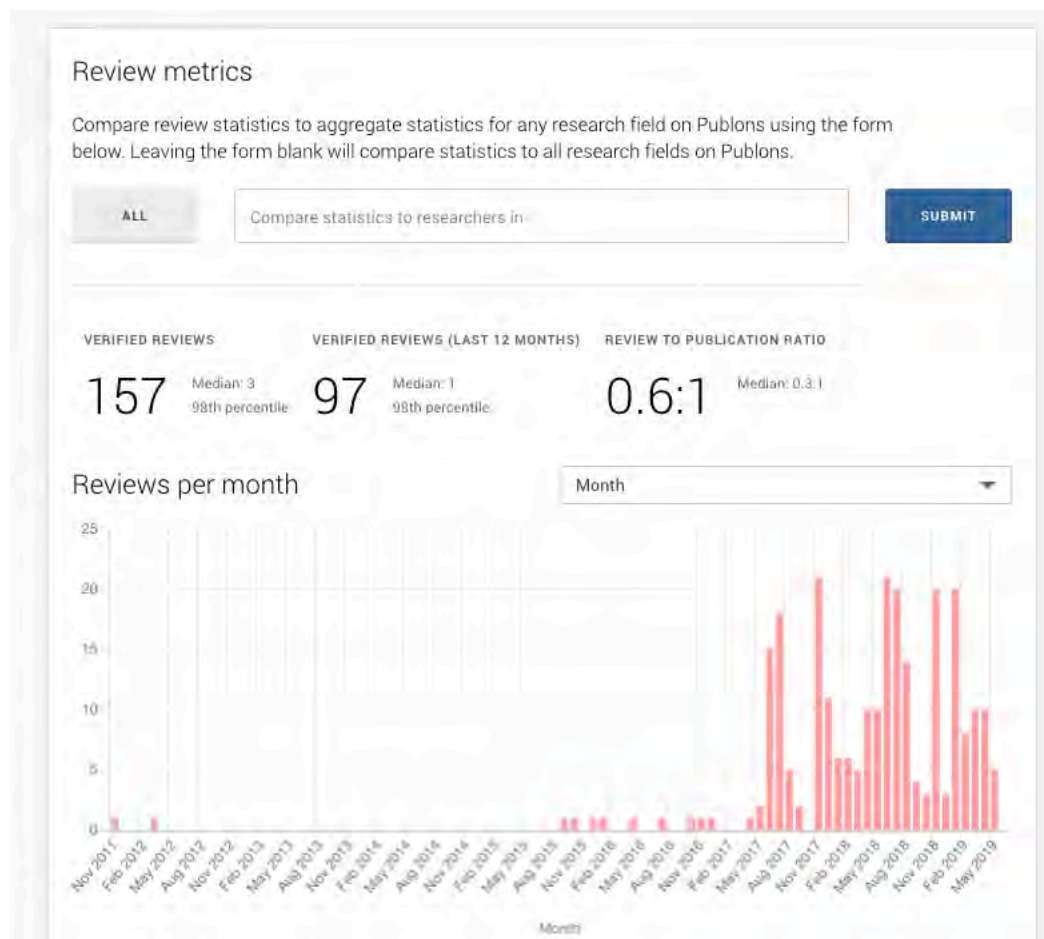 Review metrics
Compare review statistics to aggregate statistics for any research field on Publons using the form
below. Leaving the form blank will compare statistics to all research fields on Publons.
ALL
Compare statistics to researchers in
SUBMIT
VERIFIED REVIEWS
157
Median: 3
98th percentile
VERIFIED REVIEWS (LAST 12 MONTHS)
97
Median: 1
98th percentile
REVIEW TO PUBLICATION RATIO
0.6:1
Median: 0.3:1
Reviews per month
Month
25
20
15
10
5
0
Nov 2011
Feb 2012
May 2012
Aug 2012
Nov 2012
Feb 2013
May 2013
Aug 2013
Nov 2013
Feb 2014
May 2014
Aug 2014
Nov 2014
Feb 2015
May 2015
Aug 2015
Nov 2015
Feb 2016
May 2016
Aug 2016
Nov 2016
Feb 2017
May 2017
Aug 2017
Nov 2017
Feb 2018
May 2018
Aug 2018
Nov 2018
Feb 2019
May 2019
Month